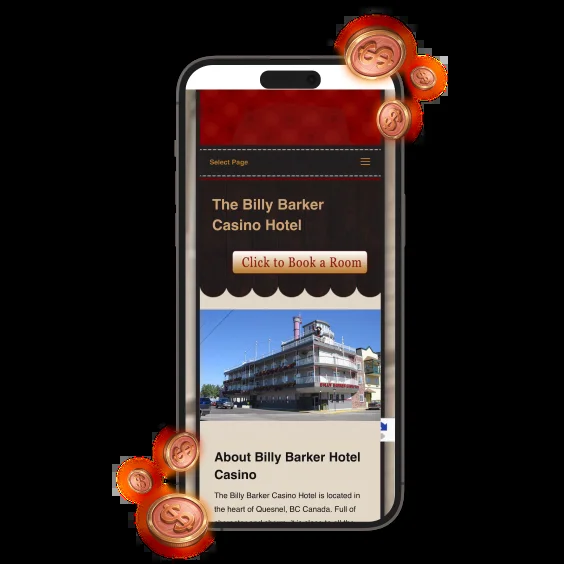 Select Page
The Billy Barker
Casino Hotel
Click to Book a Room
About Billy Barker Hotel
Casino
The Billy Barker Casino Hotel is located in
the heart of Quesnel, BC Canada. Full of